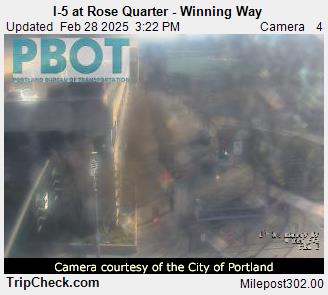 I-5 at Rose Quarter - Winning Way
Updated Feb 28 2025 3:22 PM Camera 4
PBOT
PORTLAND BUREAU OF TRANSPORTATION
Camera courtesy of the City of Portland
TripCheck.com Milepost302.00